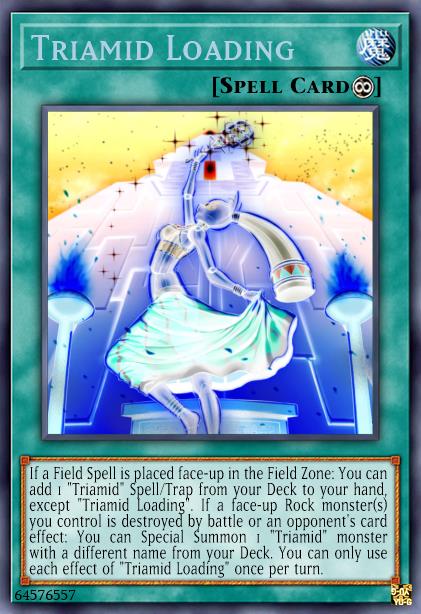 Triamid Loading
魔
[Spell Card]
If a Field Spell is placed face-up in the Field Zone: You can
add 1 "Triamid" Spell/Trap from your Deck to your hand,
except "Triamid Loading". If a face-up Rock monster(s)
you control is destroyed by battle or an opponent's card
effect: You can Special Summon 1 "Triamid" monster
with a different name from your Deck. You can only use
each effect of "Triamid Loading" once per turn.
64576557